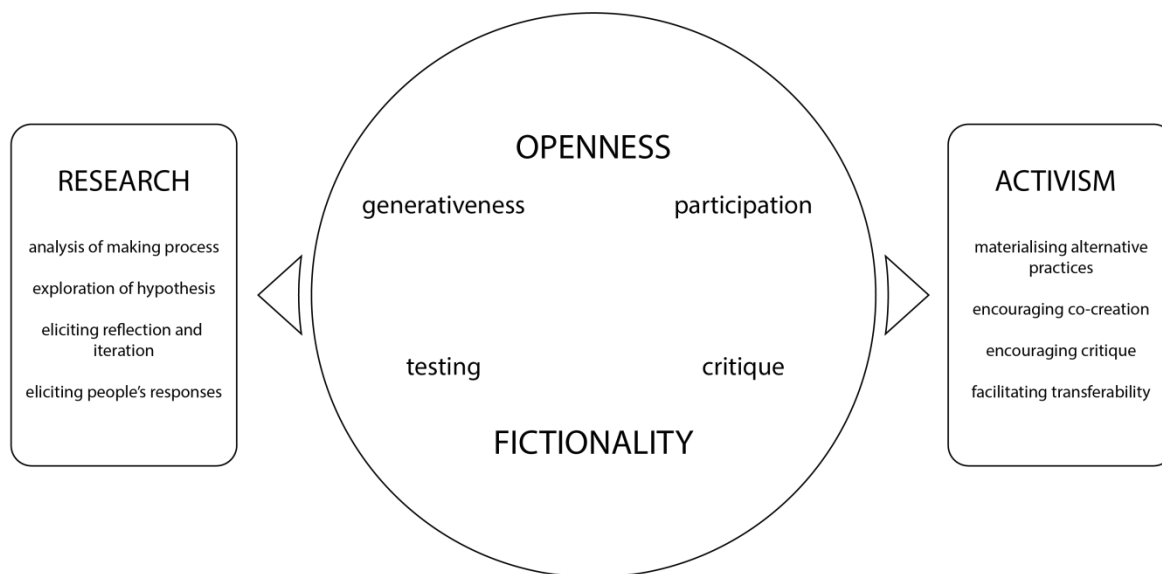 RESEARCH
analysis of making process
exploration of hypothesis
eliciting reflection and
iteration
eliciting people’s responses
OPENNESS
generativeness
participation
testing
critique
FICTIONALITY
ACTIVISM
materialising alternative
practices
encouraging co-creation
encouraging critique
facilitating transferability